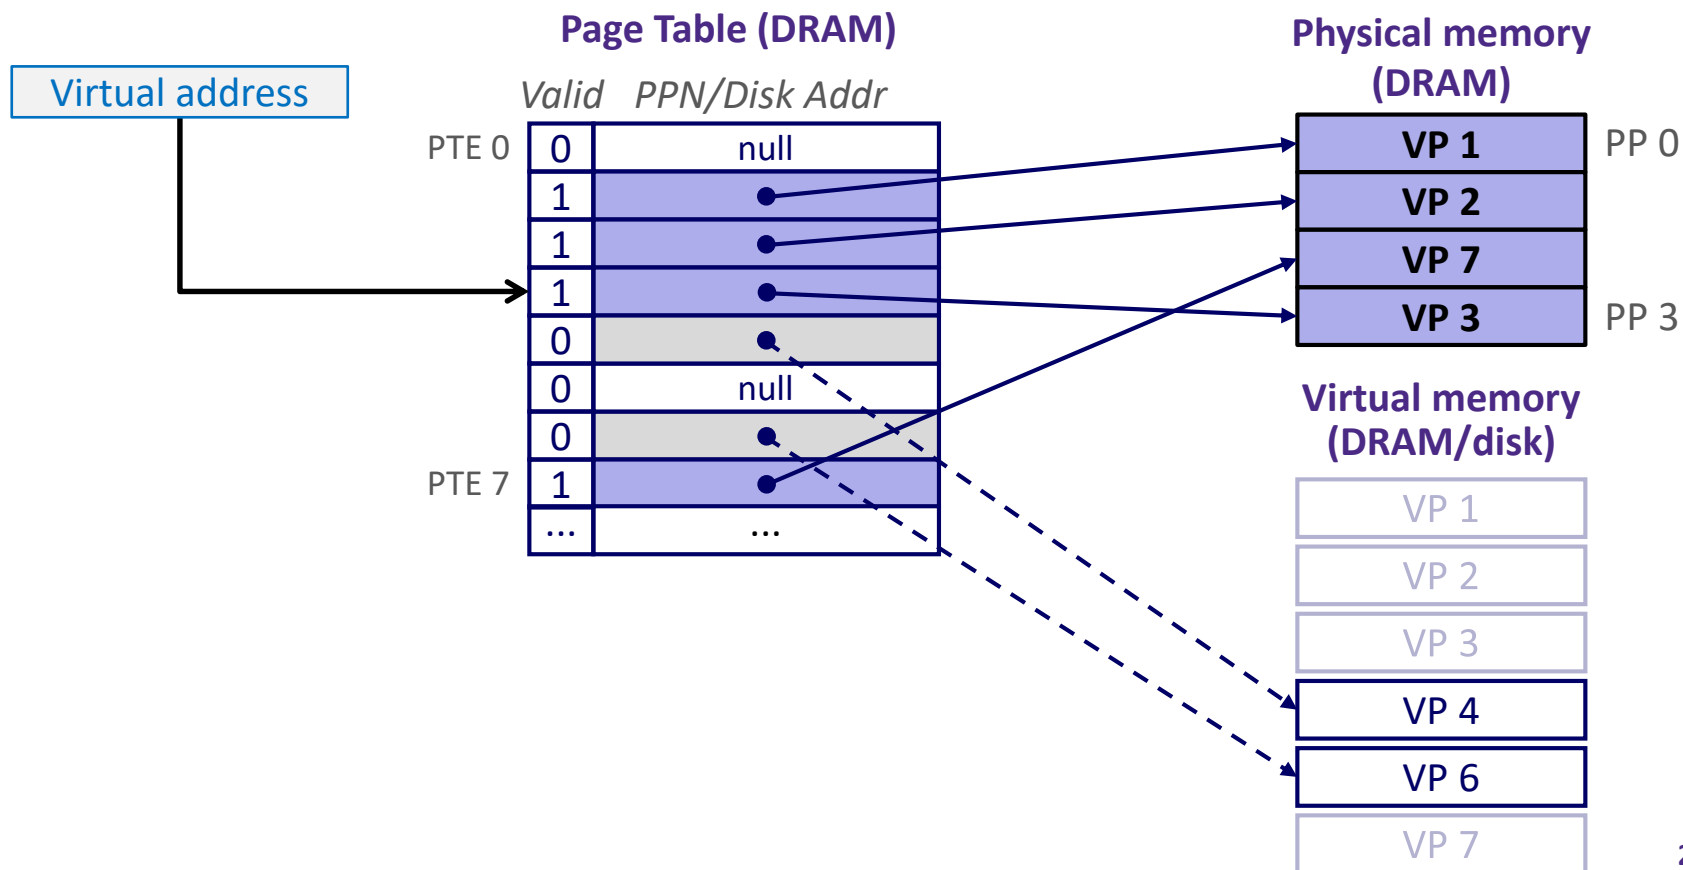 Page Table (DRAM)
Physical memory
(DRAM)
Virtual address
Valid PPN/Disk Addr
PTE 0 0 null
1
1
1
0
0 null
0
PTE 7 1
... ...
VP 1 PP 0
VP 2
VP 7
VP 3 PP 3
Virtual memory
(DRAM/disk)
VP 1
VP 2
VP 3
VP 4
VP 6
VP 7